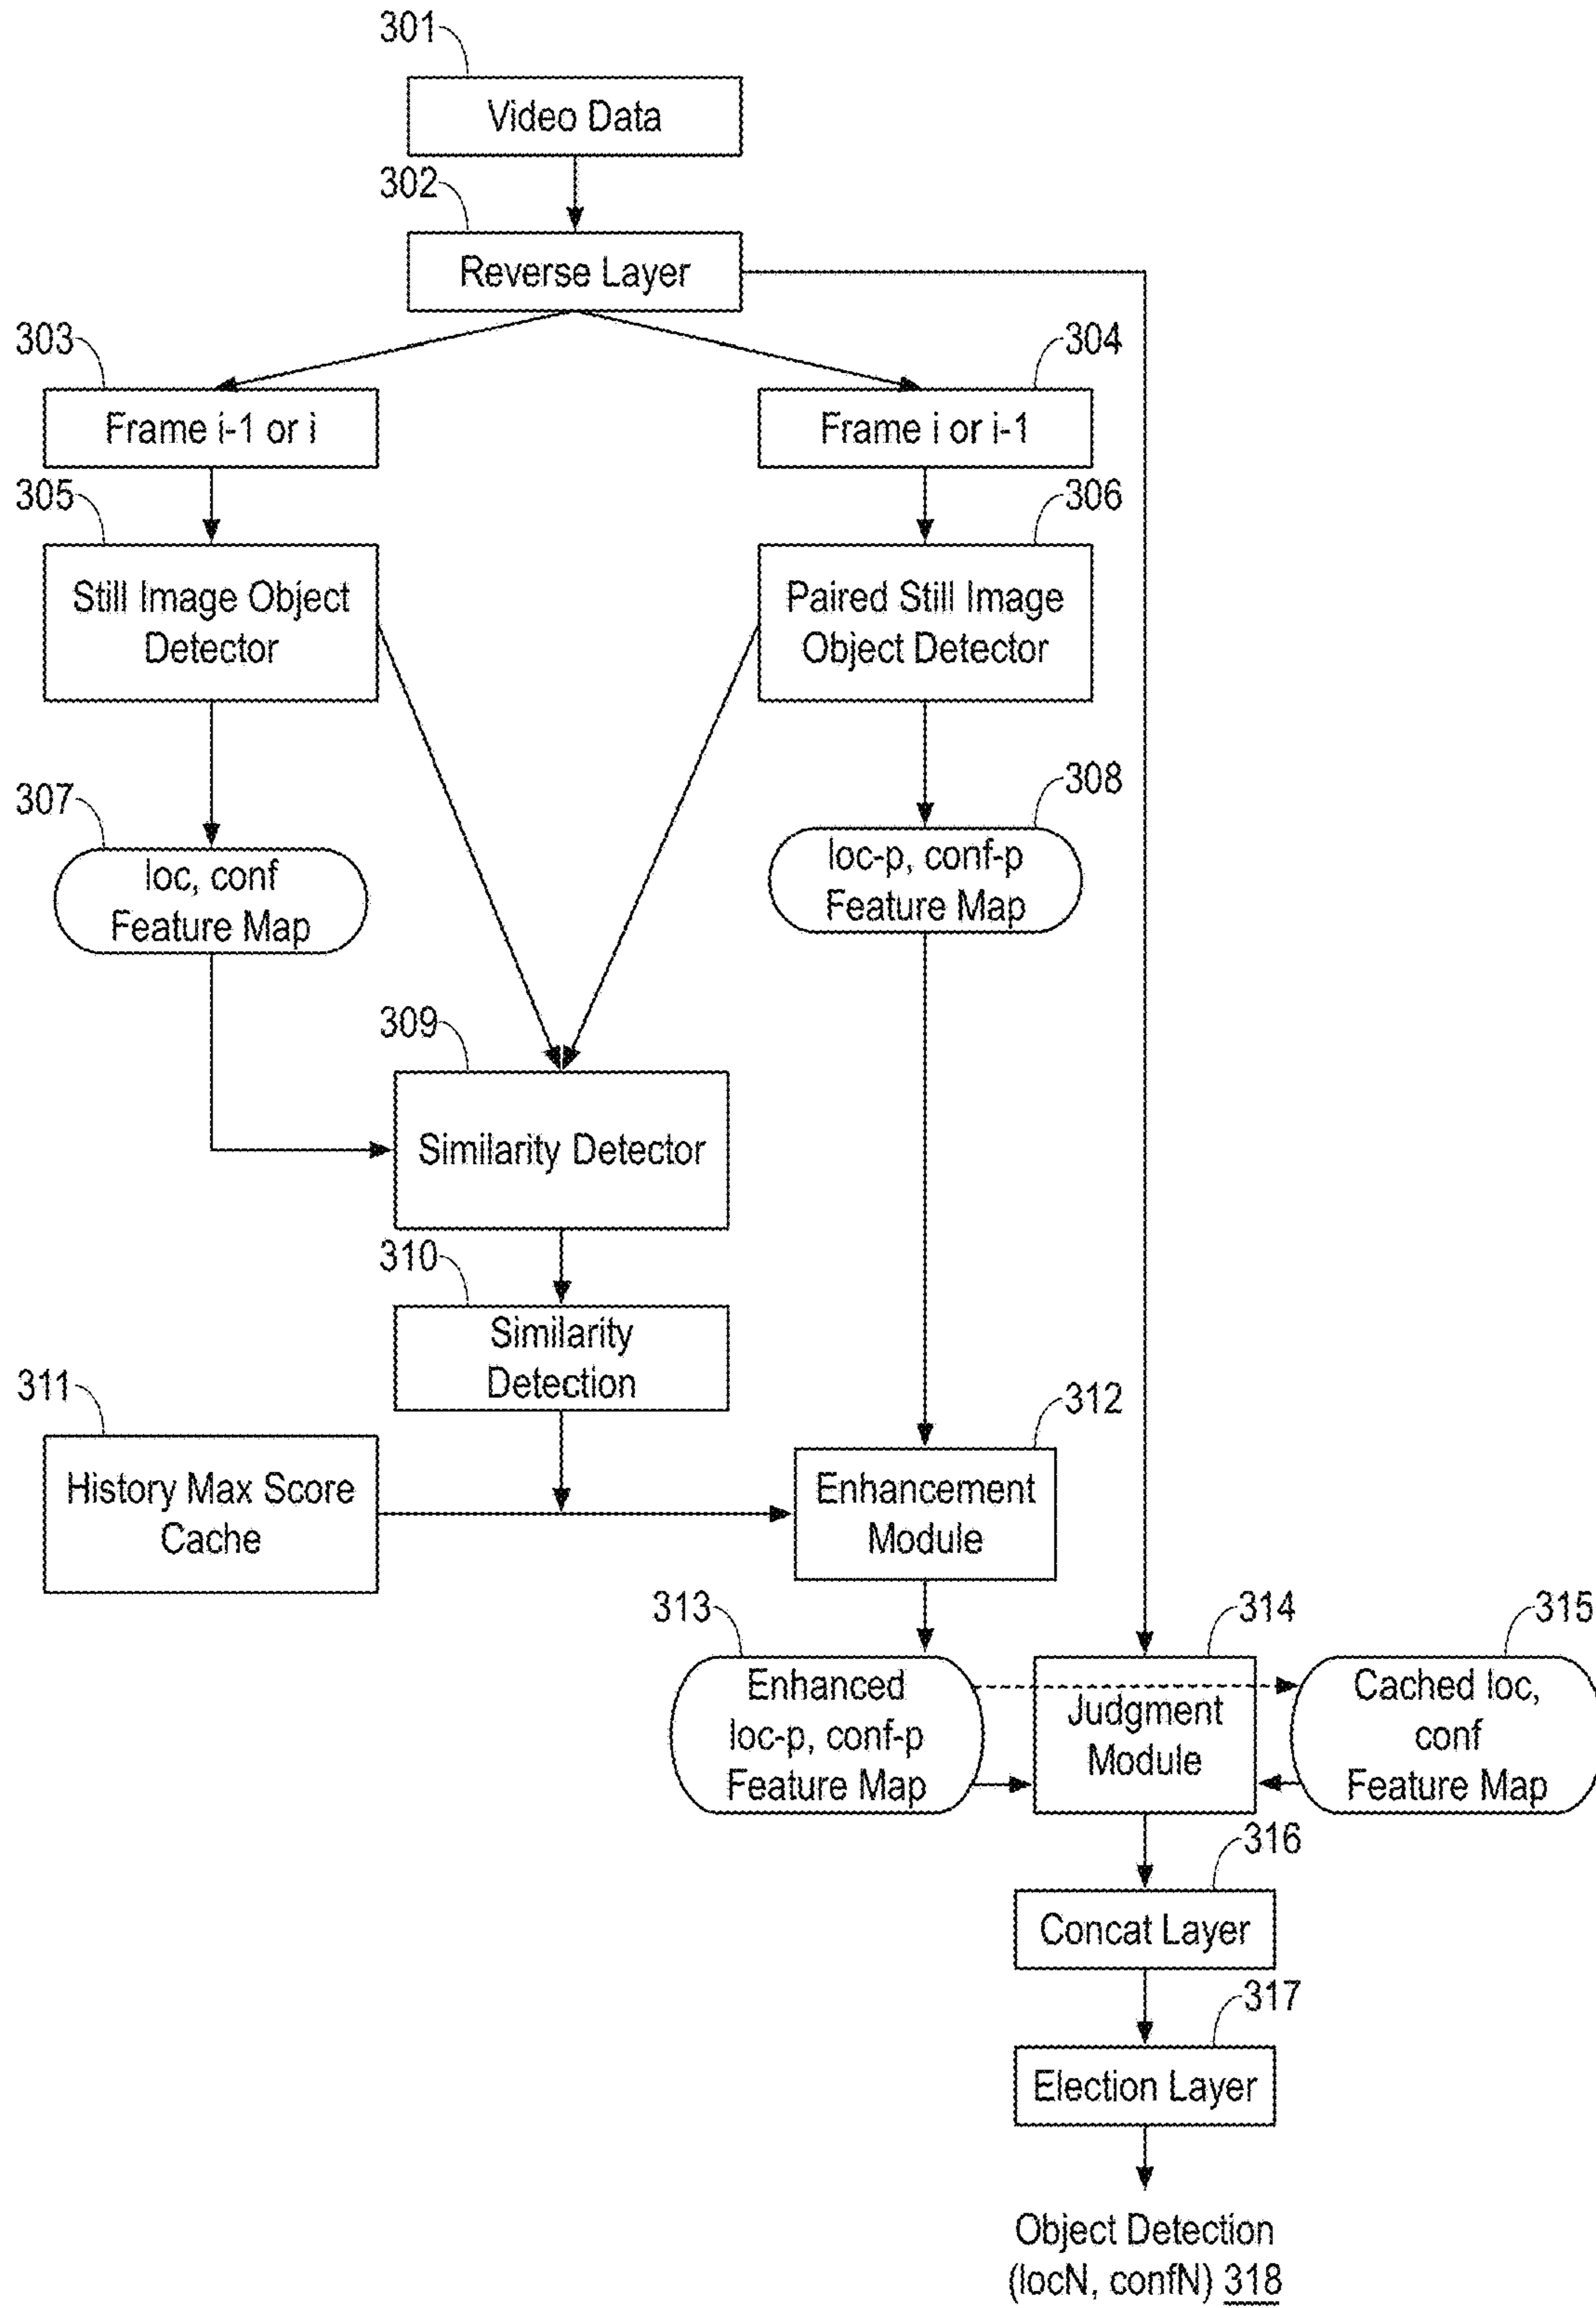 301
Video Data
302
Reverse Layer
303
304
Frame i-1 or i
Frame i or i-1
305
306
Still Image Object
Detector
Paired Still Image
Object Detector
307
308
loc, conf
Feature Map
loc-p, conf-p
Feature Map
309
Similarity Detector
310
Similarity
Detection
311
312
History Max Score
Cache
Enhancement
Module
313
314
315
Enhanced
loc-p, conf-p
Feature Map
Judgment
Module
Cached loc,
conf
Feature Map
316
Concat Layer
317
Election Layer
Object Detection
(locN, confN) 318